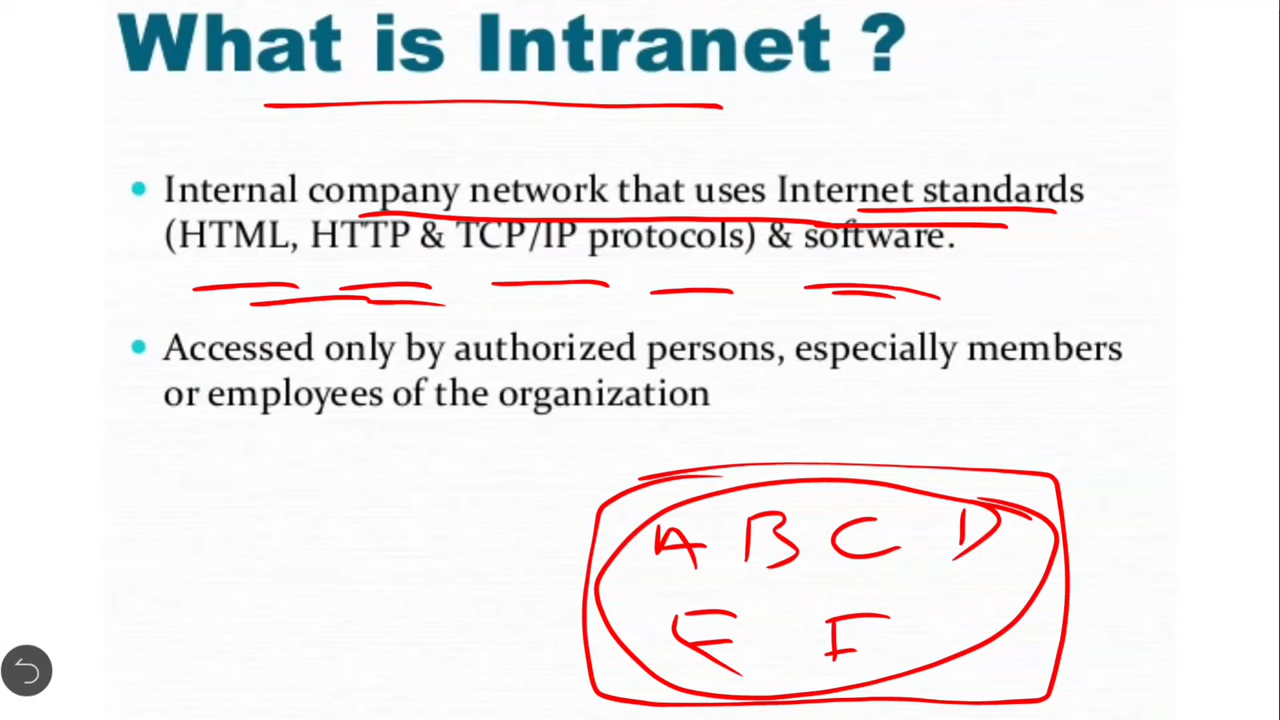 What is Intranet ?
Internal company network that uses Internet standards
(HTML, HTTP & TCP/IP protocols) & software.
Accessed only by authorized persons, especially members
or employees of the organization
A B C D
E F